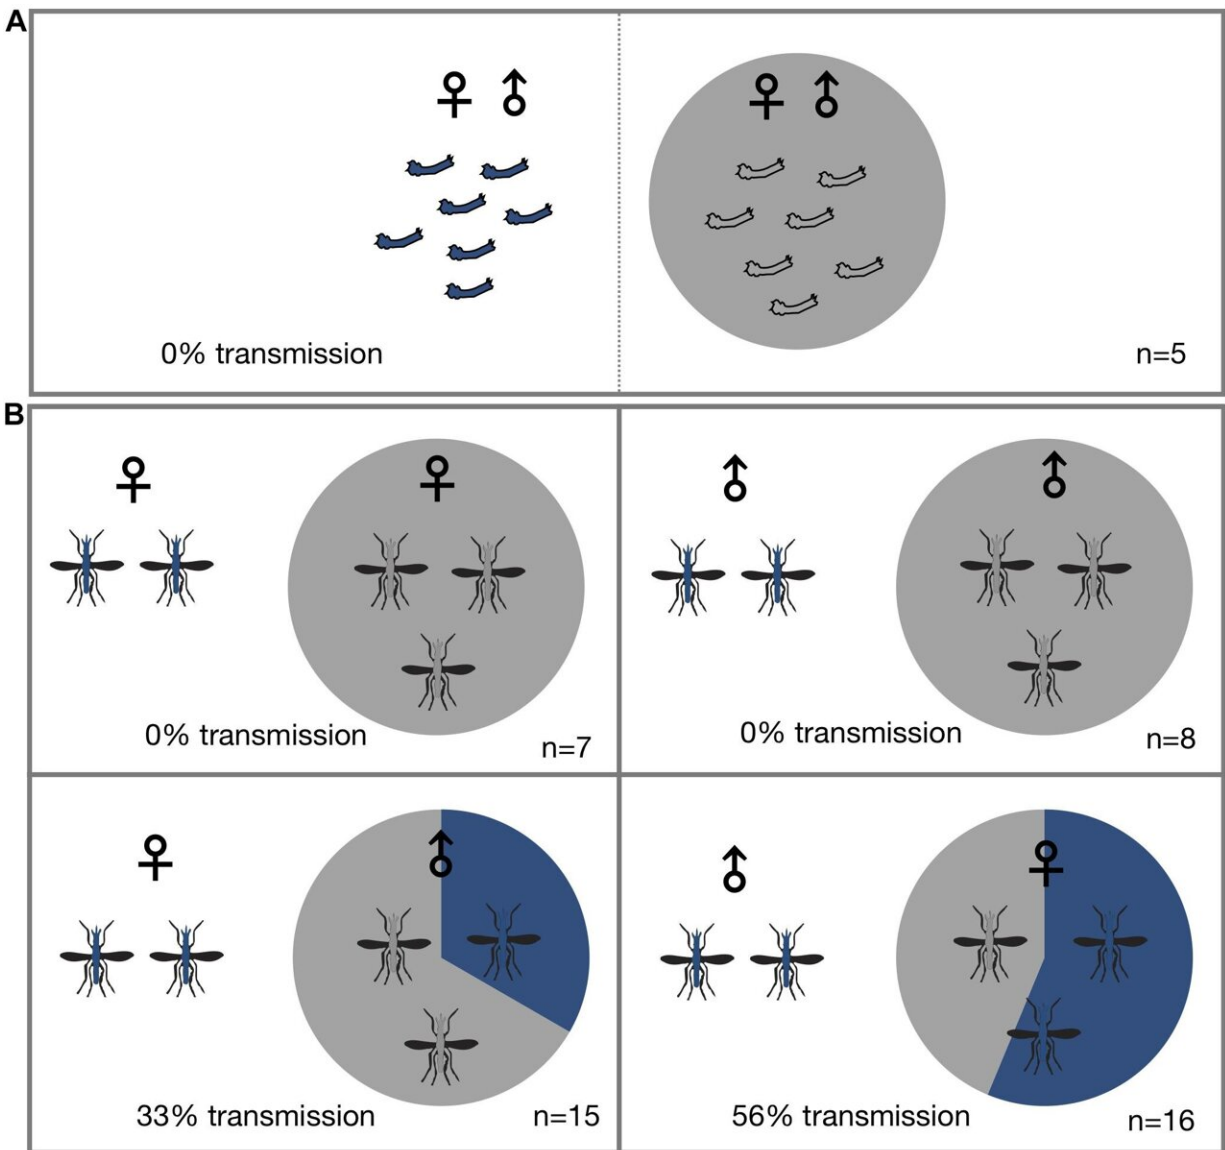 A
♀ ♂
♀ ♂
0% transmission
n=5
B
♀
♀
0% transmission
n=7
♂
♂
0% transmission
n=8
♀
♂
33% transmission
n=15
♂
♀
56% transmission
n=16